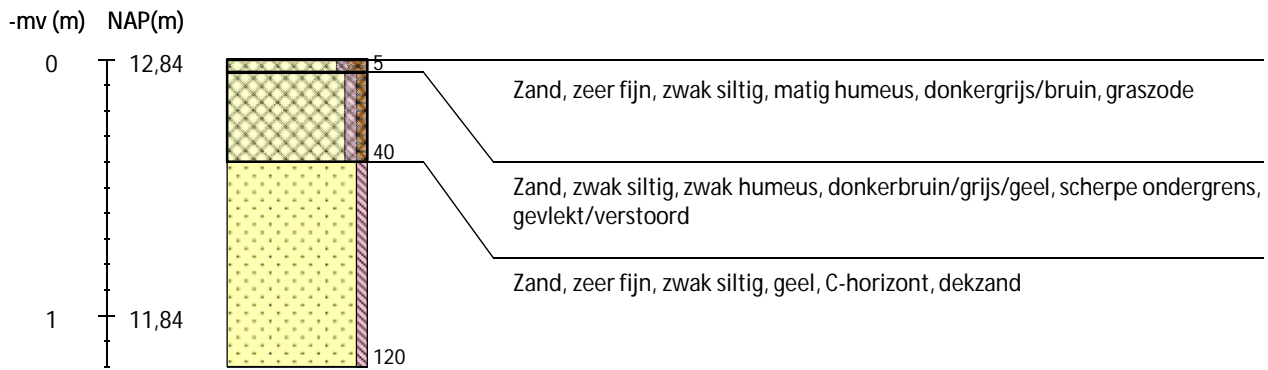 -mv (m) NAP(m)
0 12,84
5
Zand, zeer fijn, zwak siltig, matig humeus, donkergrijs/bruin, graszode
40
Zand, zwak siltig, zwak humeus, donkerbruin/grijs/geel, scherpe ondergrens,
gevlekt/verstoord
Zand, zeer fijn, zwak siltig, geel, C-horizont, dekzand
1 11,84
120